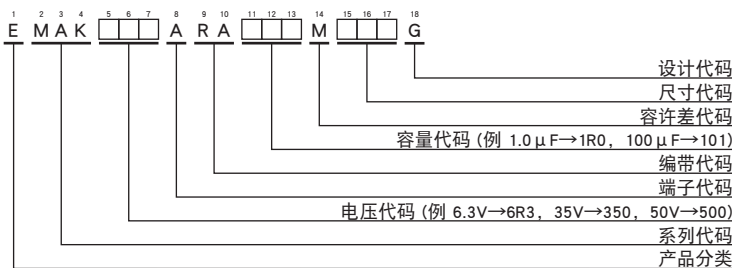 1 2 3 4 5 6 7 8 9 10 11 12 13 14 15 16 17 18
E MAK □□□ A RA □□□ M □□□ G
设计代码
尺寸代码
容许差代码
容量代码 (例 1.0μF→1R0, 100μF→101)
编带代码
端子代码
电压代码 (例 6.3V→6R3, 35V→350, 50V→500)
系列代码
产品分类